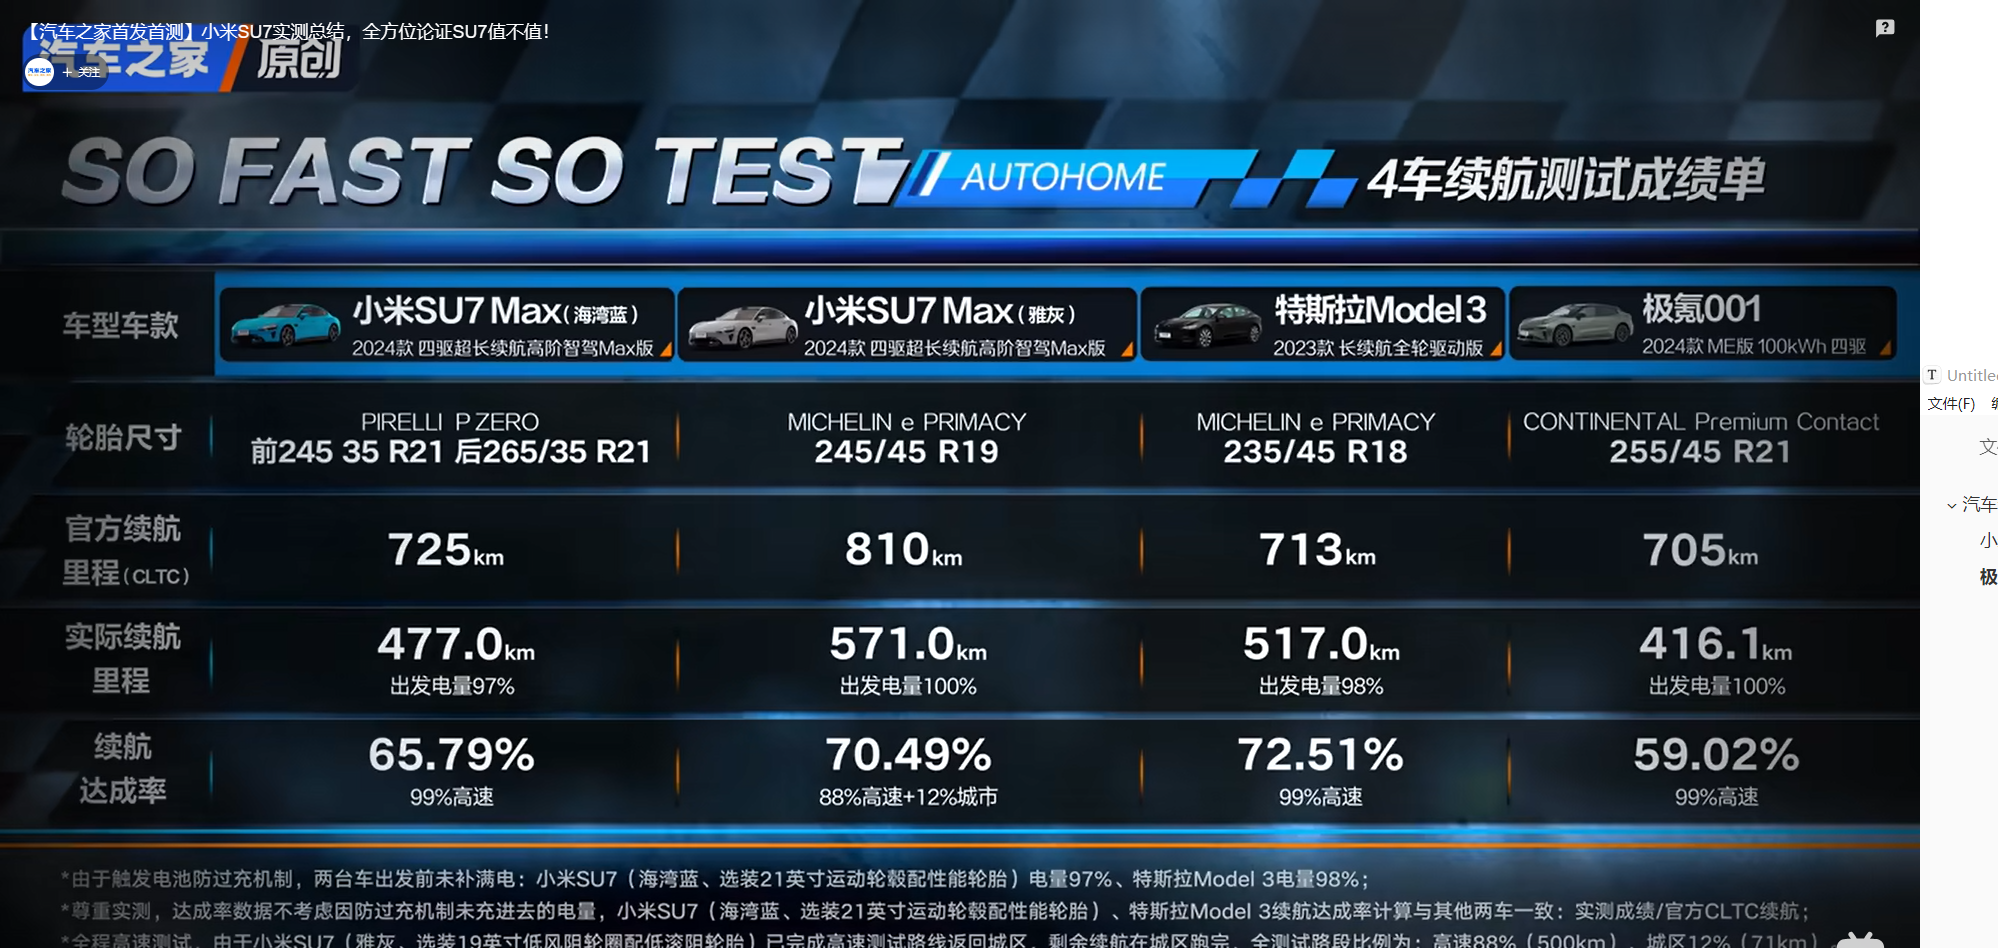 【汽车之家首发首测】小米SU7实测总结，全方位论证SU7值不值！
汽车之家 原创
+ 关注
SO FAST SO TEST AUTOHOME 4车续航测试成绩单
车型车款
小米SU7 Max(海湾蓝)
2024款 四驱超长续航高阶智驾Max版
小米SU7 Max(雅灰)
2024款 四驱超长续航高阶智驾Max版
特斯拉Model 3
2023款 长续航全轮驱动版
极氪001
2024款 ME版 100kWh 四驱
轮胎尺寸
PIRELLI P ZERO
前245 35 R21 后265/35 R21
MICHELIN e PRIMACY
245/45 R19
MICHELIN e PRIMACY
235/45 R18
CONTINENTAL Premium Contact
255/45 R21
官方续航
里程(CLTC)
725km
810km
713km
705km
实际续航
里程
477.0km
出发电量97%
571.0km
出发电量100%
517.0km
出发电量98%
416.1km
出发电量100%
续航
达成率
65.79%
99%高速
70.49%
88%高速+12%城市
72.51%
99%高速
59.02%
99%高速
*由于触发电池防过充机制，两台车出发前未补满电：小米SU7（海湾蓝、选装21英寸运动轮毂配性能轮胎）电量97%、特斯拉Model 3电量98%；
*尊重实测，达成率数据不考虑因防过充机制未充进去的电量，小米SU7（海湾蓝、选装21英寸运动轮毂配性能轮胎）、特斯拉Model 3续航达成率计算与其他两车一致：实测成绩/官方CLTC续航；
*全程高速测试，由于小米SU7（雅灰、选装19英寸低风阻轮圈配低滚阻轮胎）已完成高速测试路线返回城区，剩余续航在城区跑完，全测试路段比例为：高速88%（500km）、城区12%（71km）
T Untitle
文件(F)
文
汽车
小
极